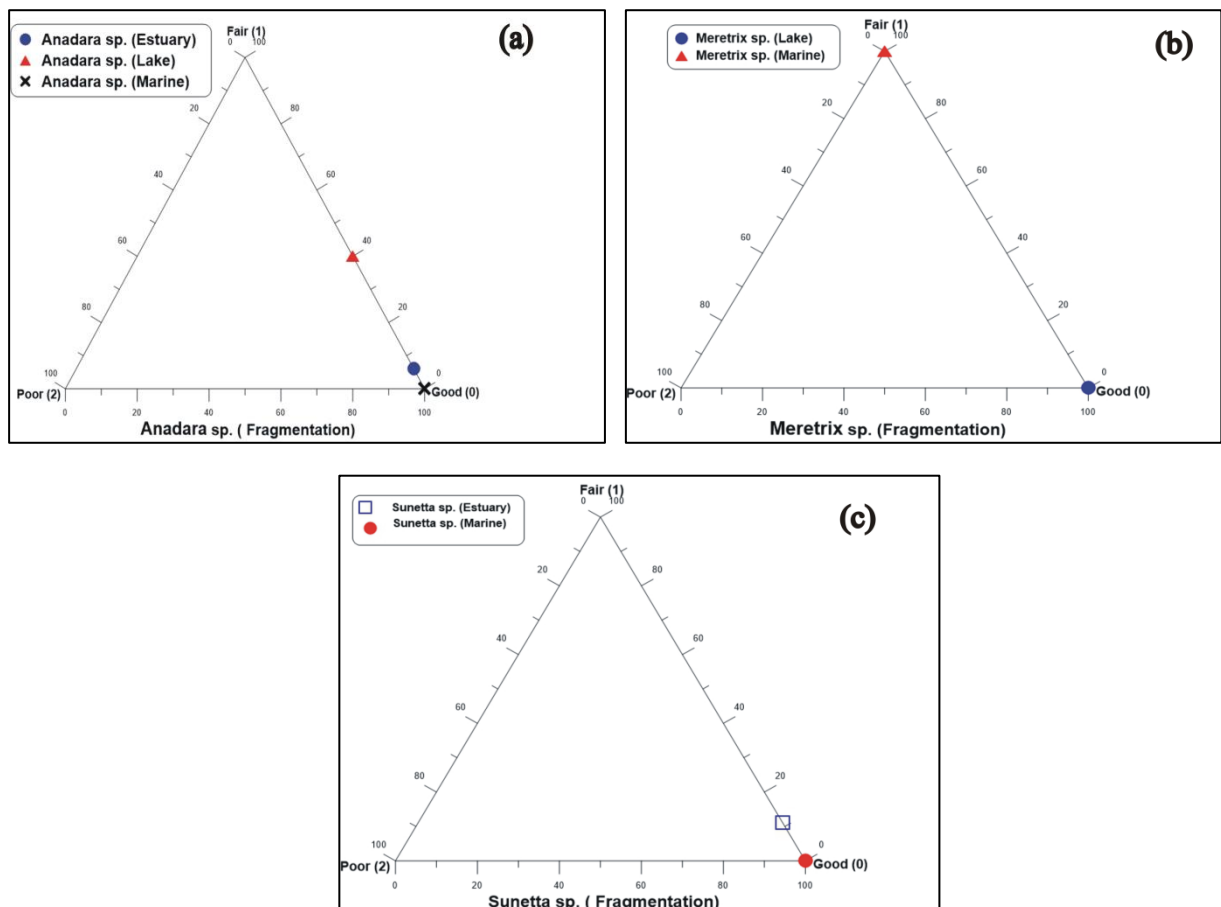 Anadara sp. (Estuary)
Anadara sp. (Lake)
Anadara sp. (Marine)
Fair (1)
(a)
0 100
20 80
40 60
60 40
80 20
100 0
Poor (2) Good (0)
0 20 40 60 80 100
Anadara sp. ( Fragmentation)
Meretrix sp. (Lake)
Meretrix sp. (Marine)
Fair (1)
(b)
0 100
20 80
40 60
60 40
80 20
100 0
Poor (2) Good (0)
0 20 40 60 80 100
Meretrix sp. (Fragmentation)
Sunetta sp. (Estuary)
Sunetta sp. (Marine)
Fair (1)
(c)
0 100
20 80
40 60
60 40
80 20
100 0
Poor (2) Good (0)
0 20 40 60 80 100
Sunetta sp. ( Fragmentation)